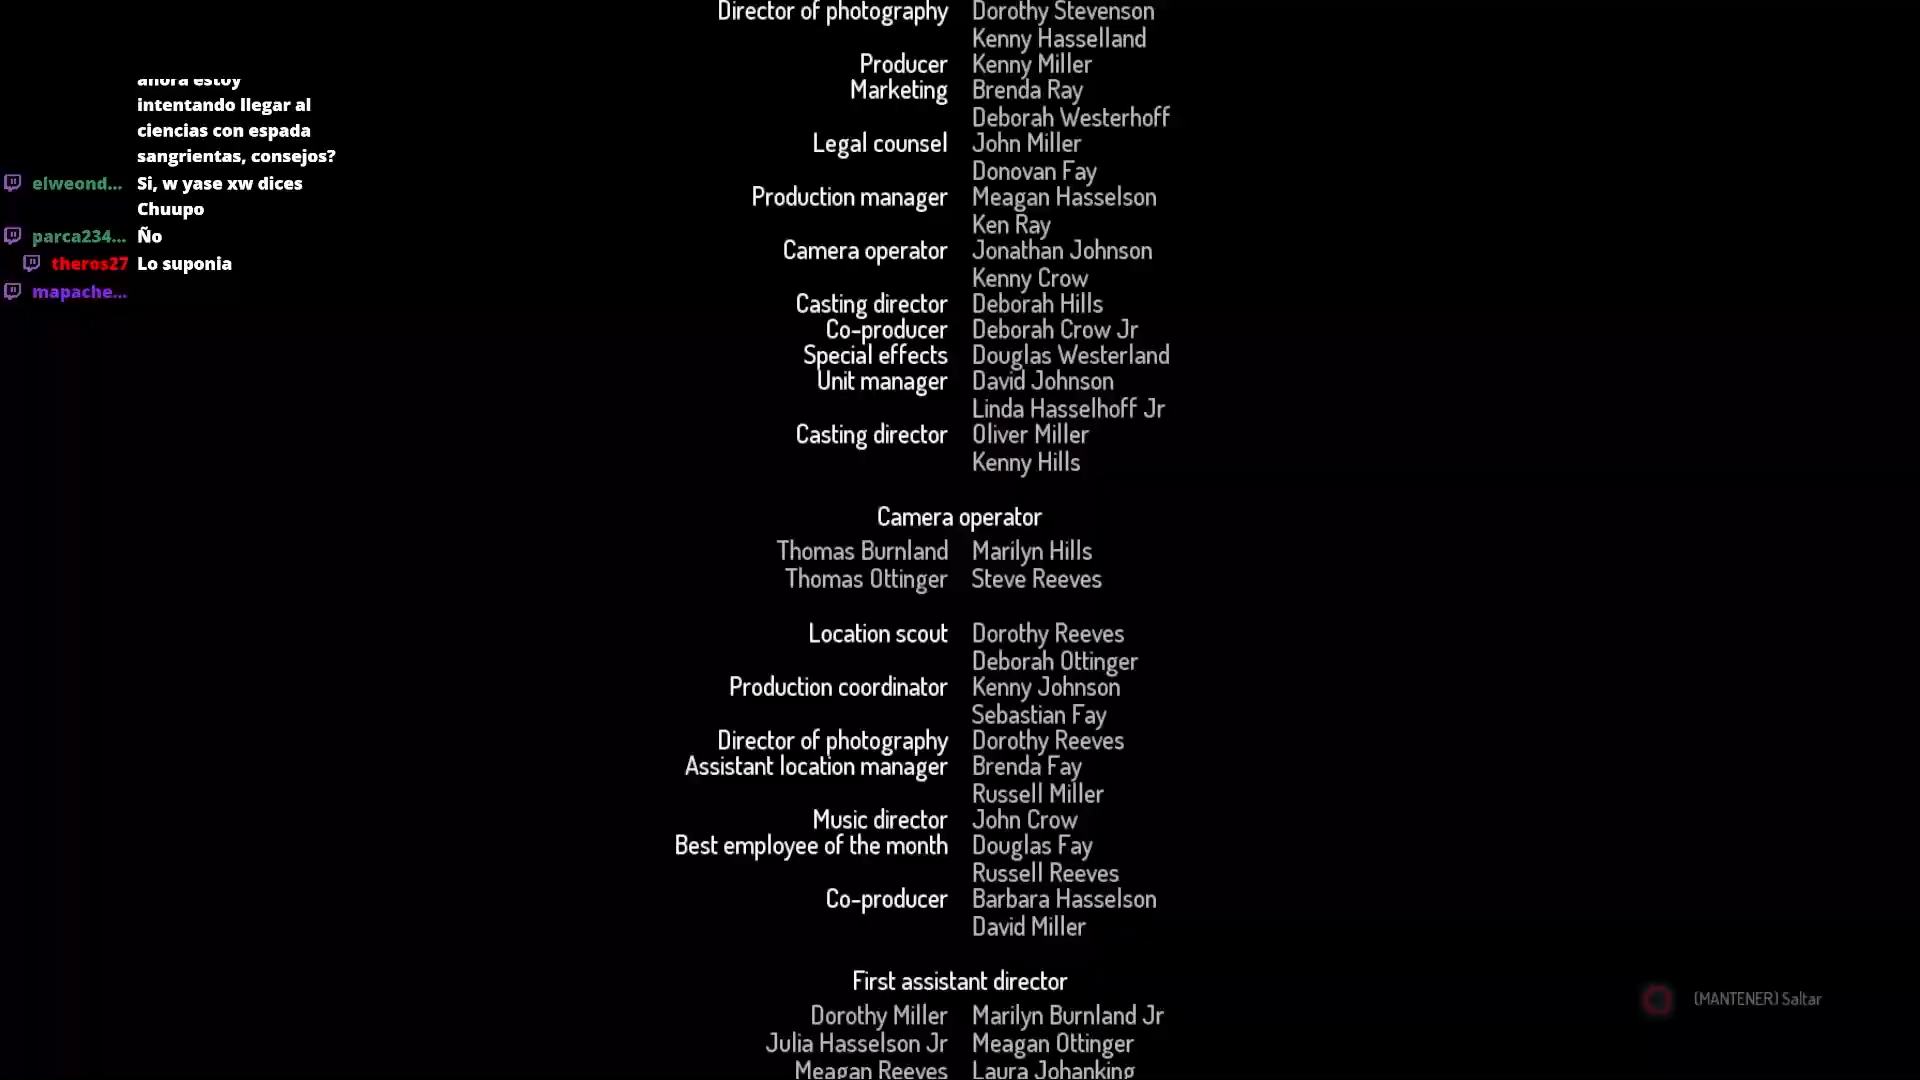 ahora estoy
intentando llegar al
ciencias con espada
sangrientas, consejos?
elweond... Si, w yase xw dices
Chuupo
parca234... Ño
theros27 Lo suponia
mapache...
Director of photography Dorothy Stevenson
Kenny Hasselland
Producer Kenny Miller
Marketing Brenda Ray
Deborah Westerhoff
Legal counsel John Miller
Donovan Fay
Production manager Meagan Hasselson
Ken Ray
Camera operator Jonathan Johnson
Kenny Crow
Casting director Deborah Hills
Co-producer Deborah Crow Jr
Special effects Douglas Westerland
Unit manager David Johnson
Linda Hasselhoff Jr
Casting director Oliver Miller
Kenny Hills
Camera operator
Thomas Burnland Marilyn Hills
Thomas Ottinger Steve Reeves
Location scout Dorothy Reeves
Deborah Ottinger
Production coordinator Kenny Johnson
Sebastian Fay
Director of photography Dorothy Reeves
Assistant location manager Brenda Fay
Russell Miller
Music director John Crow
Best employee of the month Douglas Fay
Russell Reeves
Co-producer Barbara Hasselson
David Miller
First assistant director
Dorothy Miller Marilyn Burnland Jr
Julia Hasselson Jr Meagan Ottinger
Meagan Reeves Laura Johanking
(MANTENER) Saltar